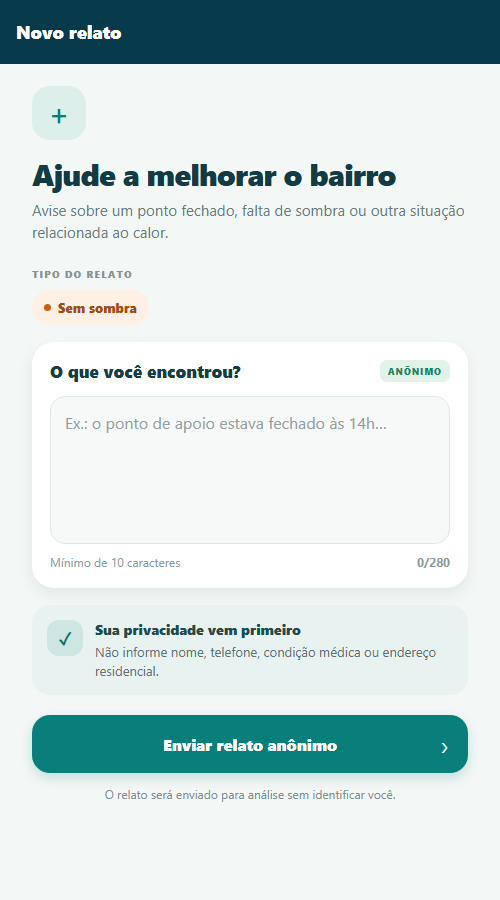 Novo relato
+
Ajude a melhorar o bairro
Avise sobre um ponto fechado, falta de sombra ou outra situação
relacionada ao calor.
TIPO DO RELATO
Sem sombra
O que você encontrou?
ANÔNIMO
Ex.: o ponto de apoio estava fechado às 14h...
Mínimo de 10 caracteres
0/280
✓
Sua privacidade vem primeiro
Não informe nome, telefone, condição médica ou endereço
residencial.
Enviar relato anônimo
›
O relato será enviado para análise sem identificar você.